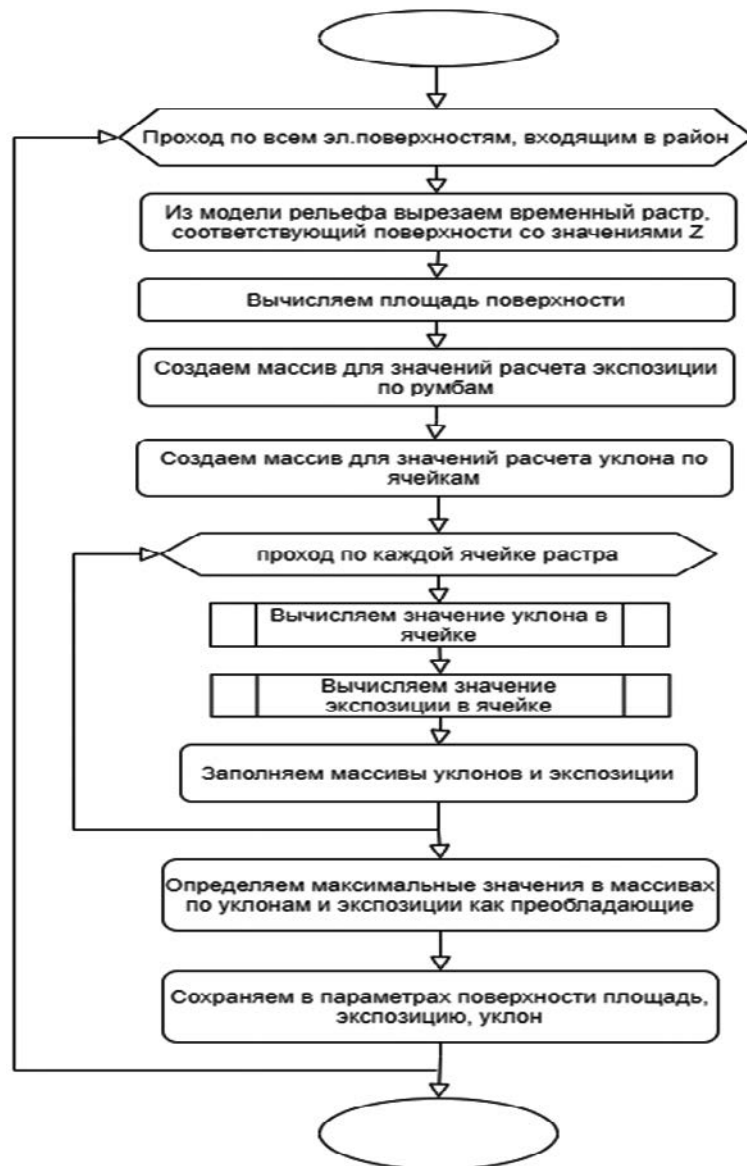 Проход по всем эл.поверхностям, входящим в район
Из модели рельефа вырезаем временный растр,
соответствующий поверхности со значениями Z
Вычисляем площадь поверхности
Создаем массив для значений расчета экспозиции
по румбам
Создаем массив для значений расчета уклона по
ячейкам
проход по каждой ячейке растра
Вычисляем значение уклона в
ячейке
Вычисляем значение
экспозиции в ячейке
Заполняем массивы уклонов и экспозиции
Определяем максимальные значения в массивах
по уклонам и экспозиции как преобладающие
Сохраняем в параметрах поверхности площадь,
экспозицию, уклон